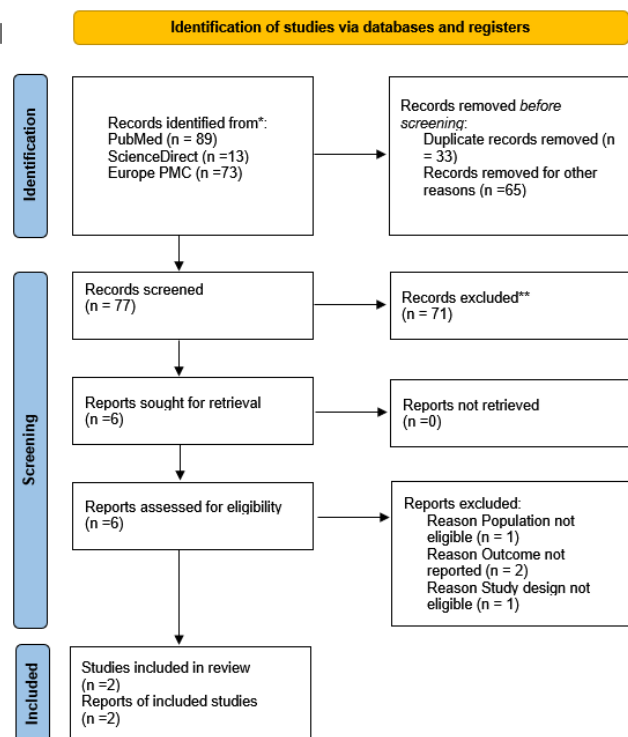 Identification of studies via databases and registers
Identification
Records identified from*:
PubMed (n = 89)
ScienceDirect (n =13)
Europe PMC (n =73)
Records removed before
screening:
Duplicate records removed (n
= 33)
Records removed for other
reasons (n =65)
Screening
Records screened
(n = 77)
Records excluded**
(n = 71)
Reports sought for retrieval
(n =6)
Reports not retrieved
(n =0)
Reports assessed for eligibility
(n =6)
Reports excluded:
Reason Population not
eligible (n = 1)
Reason Outcome not
reported (n = 2)
Reason Study design not
eligible (n = 1)
Included
Studies included in review
(n =2)
Reports of included studies
(n =2)